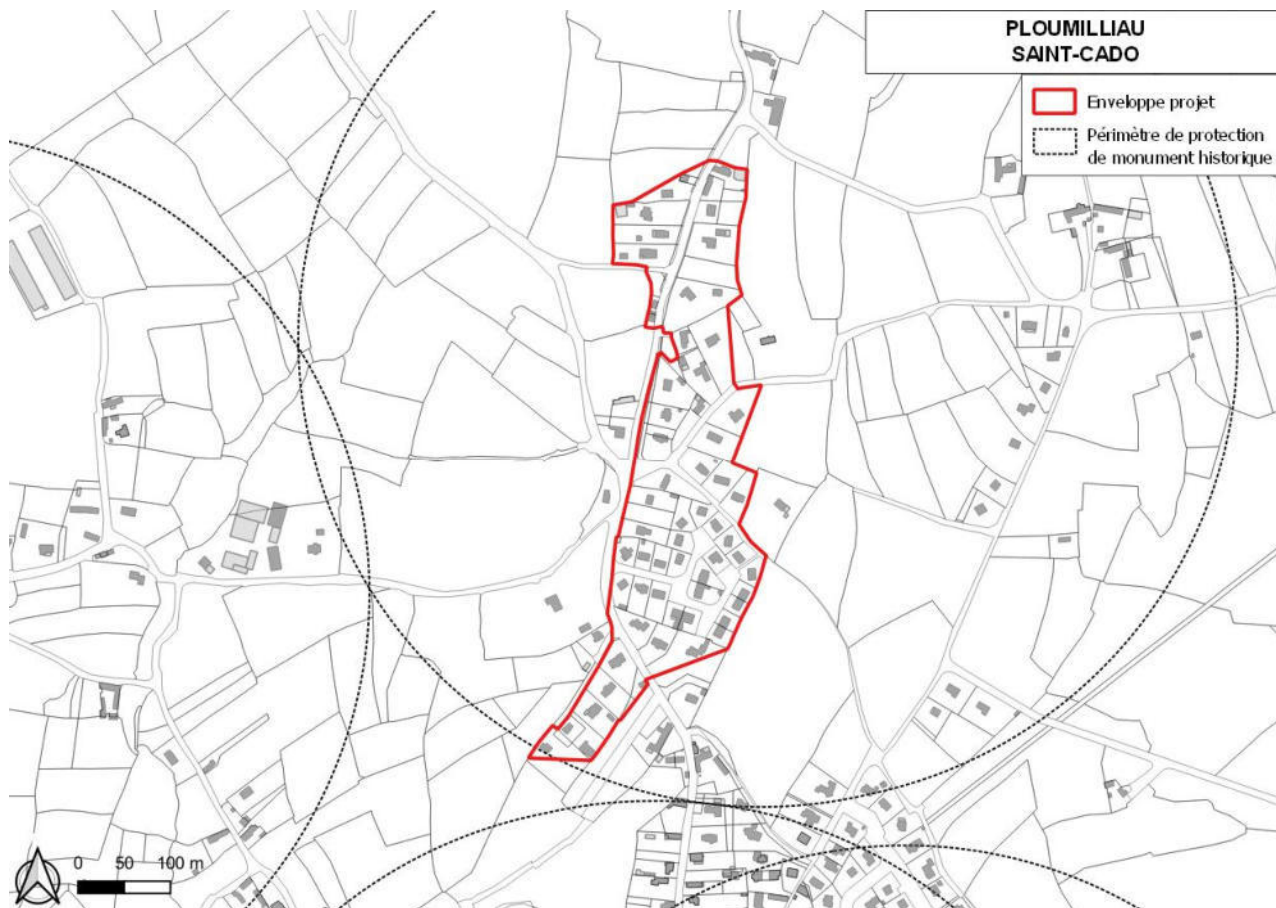 PLOUMILLIAU
SAINT-CADO
Enveloppe projet
Périmètre de protection
de monument historique
0 50 100 m